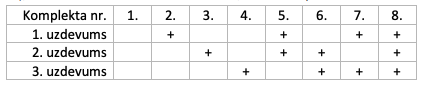 Komplekta nr. 1. 2. 3. 4. 5. 6. 7. 8.
1. uzdevums + + + +
2. uzdevums + + + +
3. uzdevums + + + +